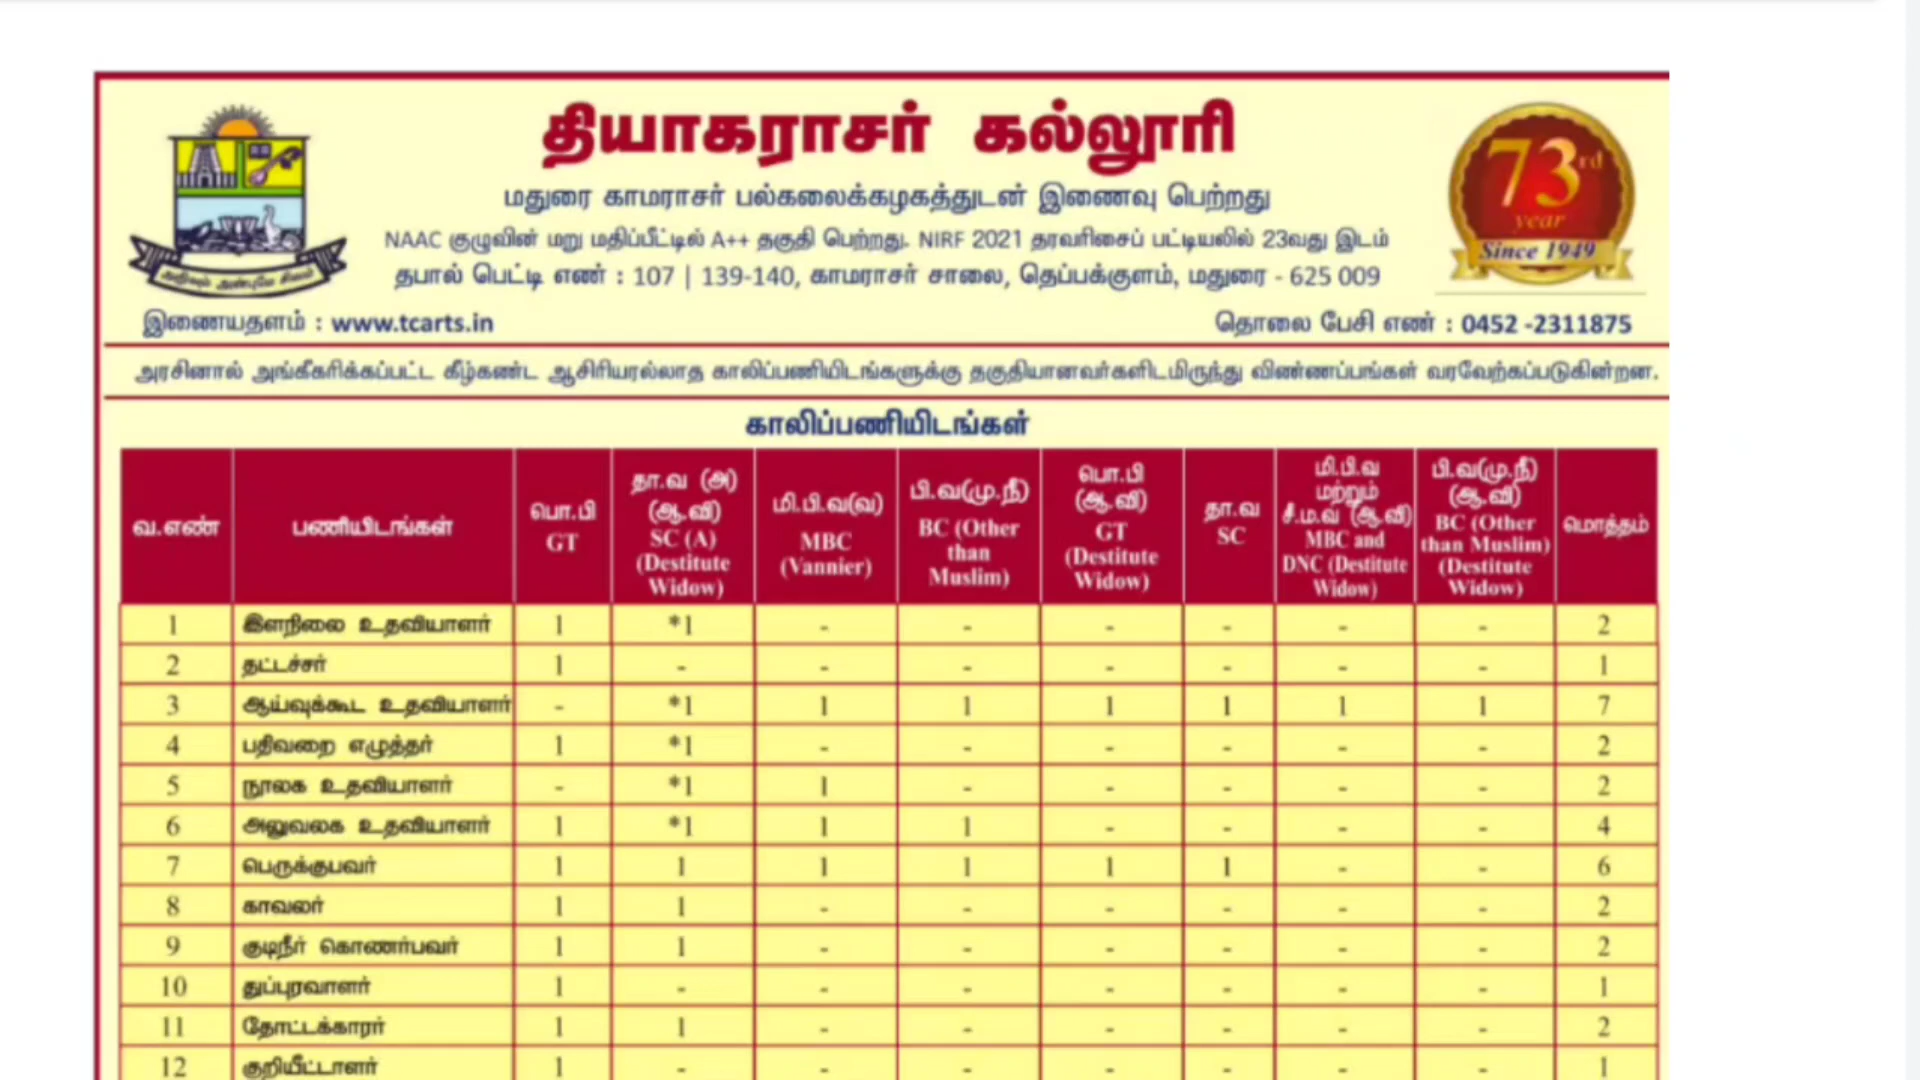 தியாகராசர் கல்லூரி
மதுரை காமராசர் பல்கலைக்கழகத்துடன் இணைவு பெற்றது
NAAC குழுவின் மறு மதிப்பீட்டில் A++ தகுதி பெற்றது. NIRF 2021 தரவரிசைப் பட்டியலில் 23வது இடம்
தபால் பெட்டி எண் : 107 | 139-140, காமராசர் சாலை, தெப்பக்குளம், மதுரை - 625 009
73rd
year
Since 1949
இணையதளம் : www.tcarts.in தொலை பேசி எண் : 0452 -2311875
அரசினால் அங்கீகரிக்கப்பட்ட கீழ்கண்ட ஆசிரியரல்லாத காலிப்பணியிடங்களுக்கு தகுதியானவர்களிடமிருந்து விண்ணப்பங்கள் வரவேற்கப்படுகின்றன.
காலிப்பணியிடங்கள்
வ.எண் பணியிடங்கள் பொ.பி GT தா.வ (அ) (ஆ.வி) SC (A) (Destitute Widow) மி.பி.வ(வ) MBC (Vannier) பி.வ(மு.நீ) BC (Other than Muslim) பொ.பி (ஆ.வி) GT (Destitute Widow) தா.வ SC மி.பி.வ மற்றும் சீ.ம.வ (ஆ.வி) MBC and DNC (Destitute Widow) பி.வ(மு.நீ) (ஆ.வி) BC (Other than Muslim) (Destitute Widow) மொத்தம்
1 இளநிலை உதவியாளர் 1 *1 - - - - - - 2
2 தட்டச்சர் 1 - - - - - - - 1
3 ஆய்வுக்கூட உதவியாளர் - *1 1 1 1 1 1 1 7
4 பதிவறை எழுத்தர் 1 *1 - - - - - - 2
5 நூலக உதவியாளர் - *1 1 - - - - - 2
6 அலுவலக உதவியாளர் 1 *1 1 1 - - - - 4
7 பெருக்குபவர் 1 1 1 1 1 1 - - 6
8 காவலர் 1 1 - - - - - - 2
9 குடிநீர் கொணர்பவர் 1 1 - - - - - - 2
10 துப்புரவாளர் 1 - - - - - - - 1
11 தோட்டக்காரர் 1 1 - - - - - - 2
12 குறியீட்டாளர் 1 - - - - - - - 1